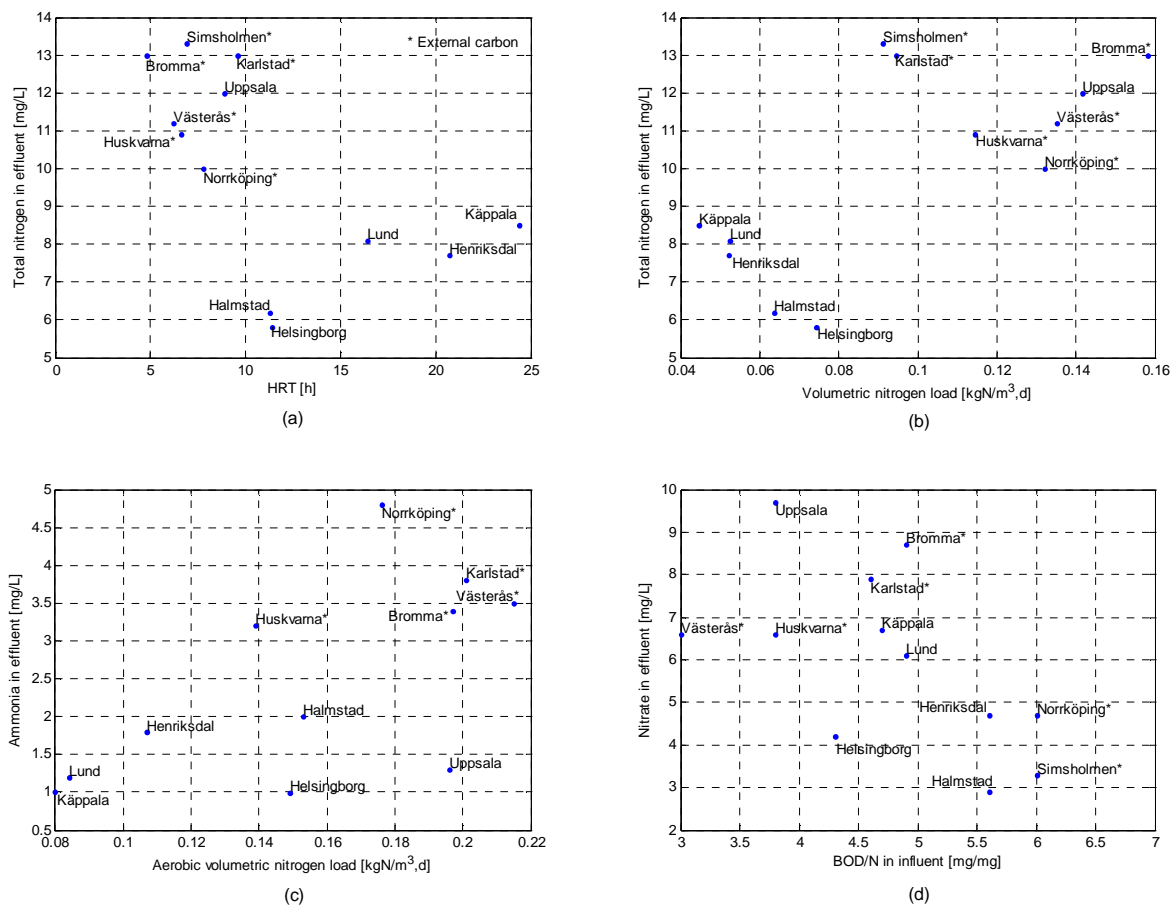 14
13
12
11
10
9
8
7
6
5
Total nitrogen in effluent [mg/L]
Simsholmen*
* External carbon
Bromma*
Karlstad*
Uppsala
Västerås*
Huskvarna*
Norrköping*
Käppala
Lund
Henriksdal
Halmstad
Helsingborg
0 5 10 15 20 25
HRT [h]
(a)
14
13
12
11
10
9
8
7
6
5
Total nitrogen in effluent [mg/L]
Simsholmen*
Bromma*
Karlstad*
Uppsala
Västerås*
Huskvarna*
Norrköping*
Käppala
Lund
Henriksdal
Halmstad
Helsingborg
0.04 0.06 0.08 0.1 0.12 0.14 0.16
Volumetric nitrogen load [kgN/m³,d]
(b)
5
4.5
4
3.5
3
2.5
2
1.5
1
0.5
Ammonia in effluent [mg/L]
Norrköping*
Karlstad*
Västerås*
Bromma*
Huskvarna*
Halmstad
Henriksdal
Uppsala
Lund
Helsingborg
Käppala
0.08 0.1 0.12 0.14 0.16 0.18 0.2 0.22
Aerobic volumetric nitrogen load [kgN/m³,d]
(c)
10
9
8
7
6
5
4
3
2
Nitrate in effluent [mg/L]
Uppsala
Bromma*
Karlstad*
Västerås*
Huskvarna*
Käppala
Lund
Henriksdal
Norrköping*
Helsingborg
Simsholmen*
Halmstad
3 3.5 4 4.5 5 5.5 6 6.5 7
BOD/N in influent [mg/mg]
(d)